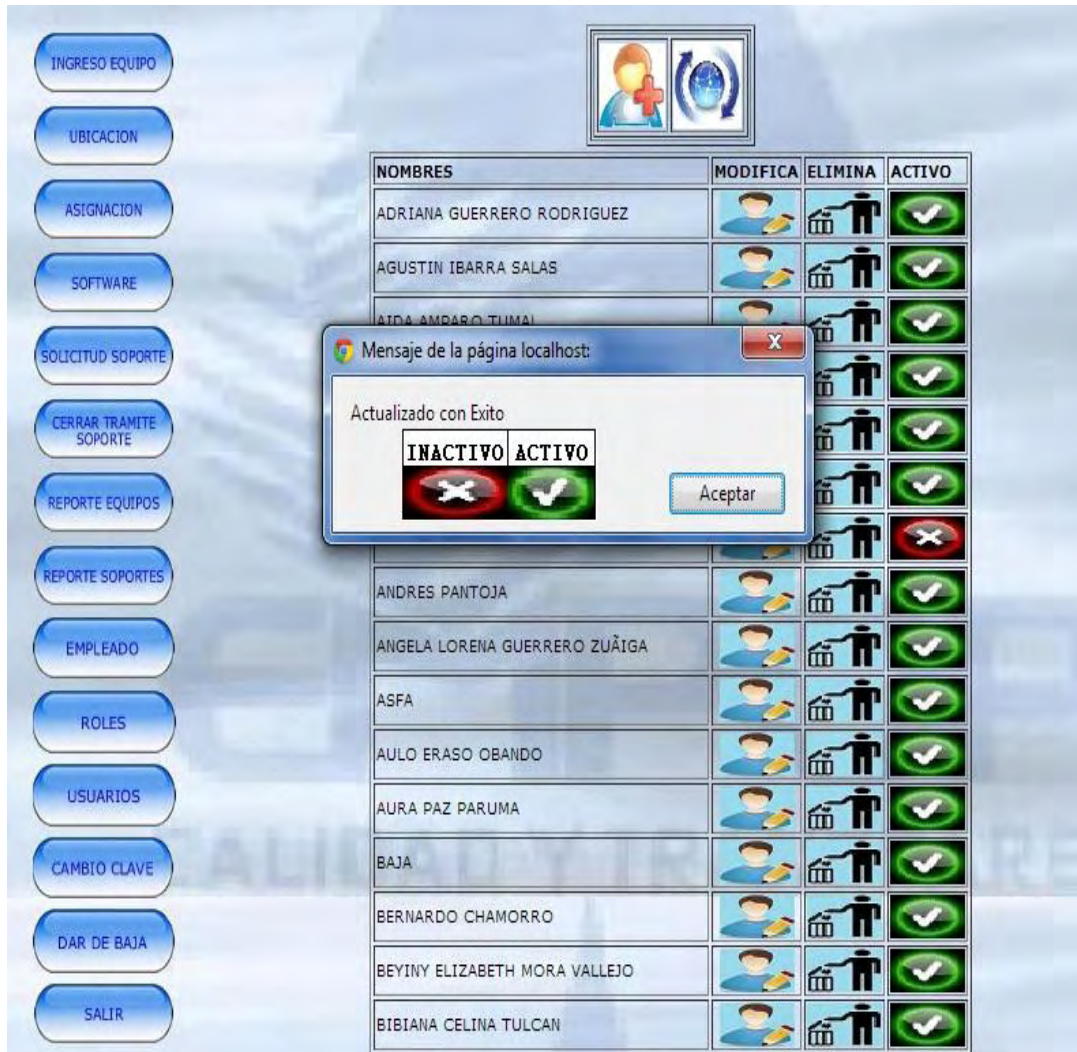 INGRESO EQUIPO
UBICACION
ASIGNACION
SOFTWARE
SOLICITUD SOPORTE
CERRAR TRAMITE
SOPORTE
REPORTE EQUIPOS
REPORTE SOPORTES
EMPLEADO
ROLES
USUARIOS
CAMBIO CLAVE
DAR DE BAJA
SALIR
NOMBRES MODIFICA ELIMINA ACTIVO
ADRIANA GUERRERO RODRIGUEZ
AGUSTIN IBARRA SALAS
AIDA AMPARO TUMAL
Mensaje de la página localhost:
Actualizado con Exito
INACTIVO ACTIVO
Aceptar
ANDRES PANTOJA
ANGELA LORENA GUERRERO ZUÃIGA
ASFA
AULO ERASO OBANDO
AURA PAZ PARUMA
BAJA
BERNARDO CHAMORRO
BEYINY ELIZABETH MORA VALLEJO
BIBIANA CELINA TULCAN